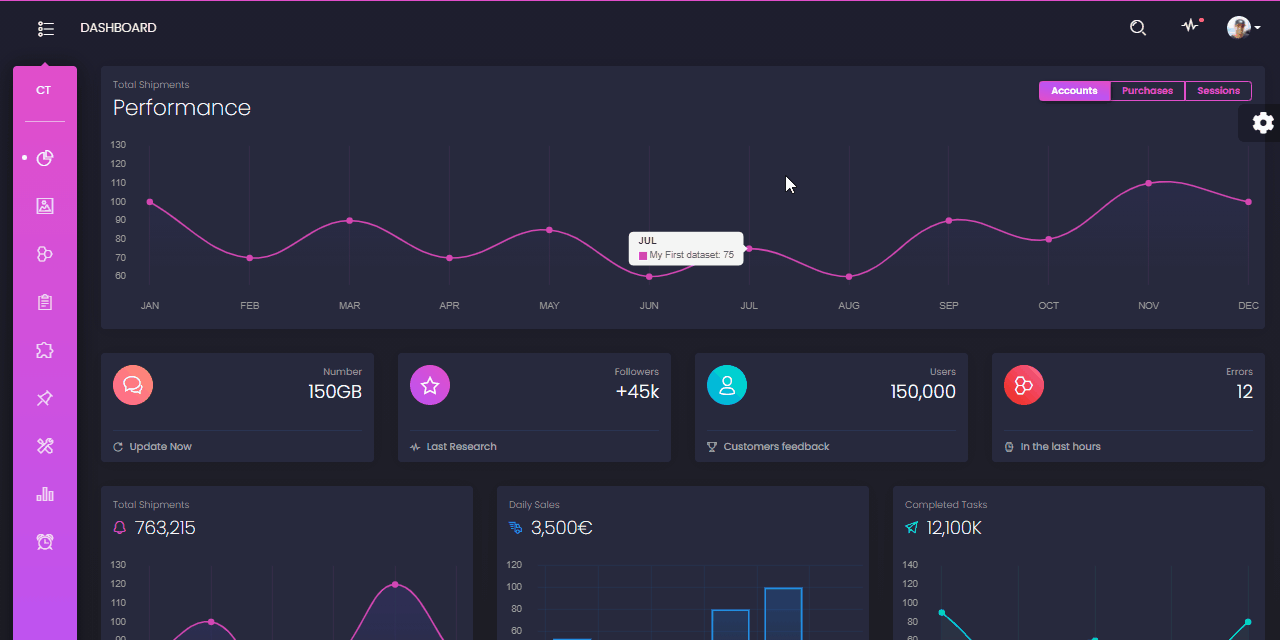 DASHBOARD
CT
Total Shipments
Performance
Accounts Purchases Sessions
130
120
110
100
90
80
70
60
JUL
My First dataset: 75
JAN FEB MAR APR MAY JUN JUL AUG SEP OCT NOV DEC
Number
150GB
Update Now
Followers
+45k
Last Research
Users
150,000
Customers feedback
Errors
12
In the last hours
Total Shipments
763,215
130
120
110
100
90
Daily Sales
3,500€
120
100
80
60
Completed Tasks
12,100K
140
120
100
80
60